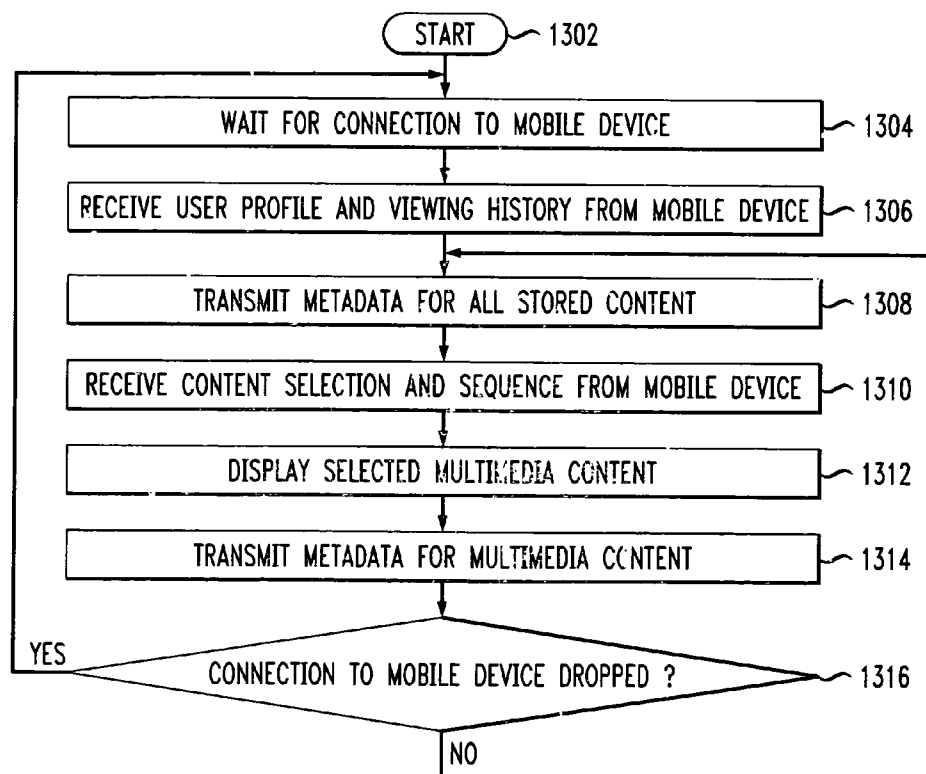 START 1302
WAIT FOR CONNECTION TO MOBILE DEVICE 1304
RECEIVE USER PROFILE AND VIEWING HISTORY FROM MOBILE DEVICE 1306
TRANSMIT METADATA FOR ALL STORED CONTENT 1308
RECEIVE CONTENT SELECTION AND SEQUENCE FROM MOBILE DEVICE 1310
DISPLAY SELECTED MULTIMEDIA CONTENT 1312
TRANSMIT METADATA FOR MULTIMEDIA CONTENT 1314
YES
CONNECTION TO MOBILE DEVICE DROPPED ? 1316
NO